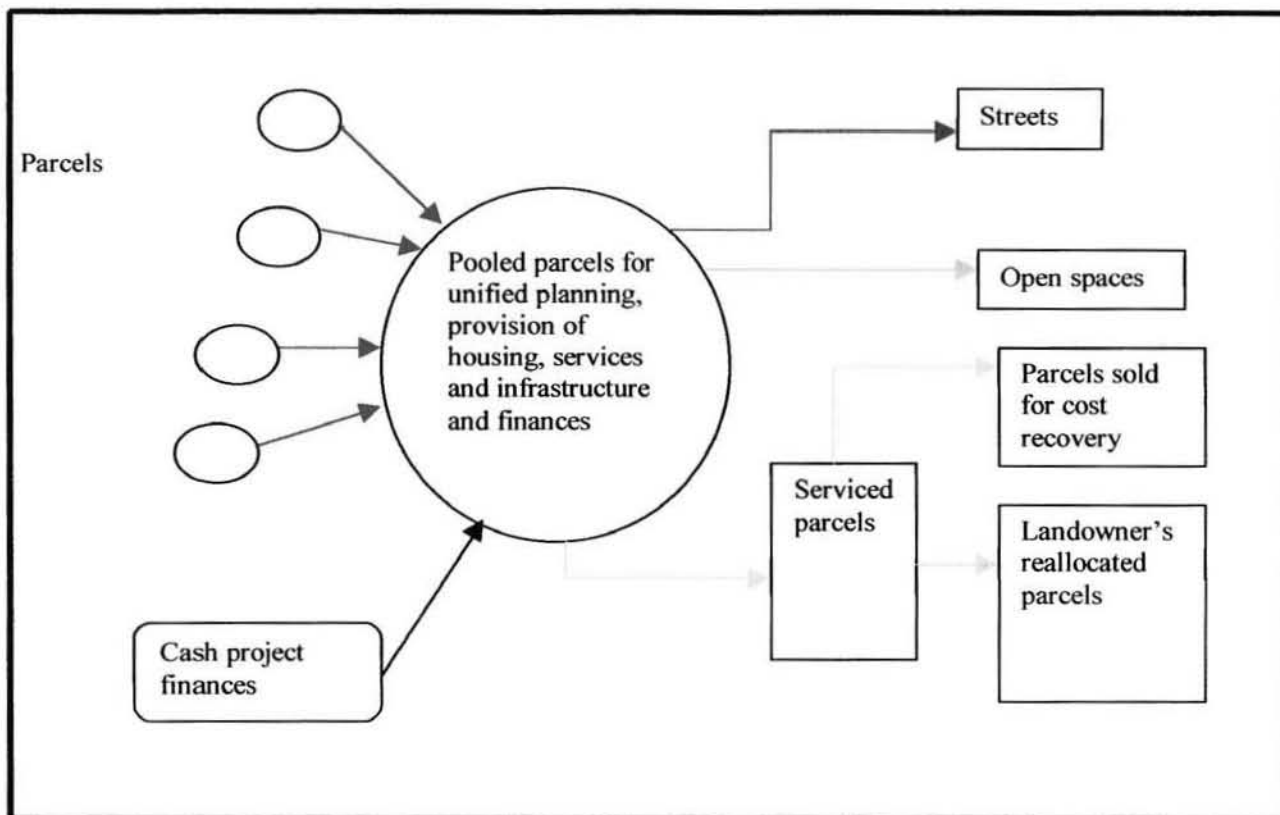 Parcels
Pooled parcels for
unified planning,
provision of
housing, services
and infrastructure
and finances
Cash project
finances
Streets
Open spaces
Parcels sold
for cost
recovery
Serviced
parcels
Landowner's
reallocated
parcels